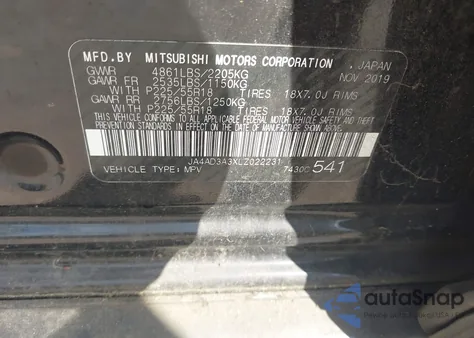 MFD.BY MITSUBISHI MOTORS CORPORATION JAPAN
GVWR 4861LBS/2205KG NOV 2019
GAWR FR 2536LBS/1150KG
WITH P225/55R18 TIRES 18X7.0J RIMS
GAWR RR 2756LBS/1250KG
WITH P225/55R18 TIRES 18X7.0J RIMS
THIS VEHICLE CONFORMS TO ALL APPLICABLE FEDERAL MOTOR VEHICLE SAFETY, BUMPER AND THEFT
PREVENTION STANDARDS IN EFFECT ON THE DATE OF MANUFACTURE SHOWN ABOVE.
JA4AD3A3XLZ022231
VEHICLE TYPE: MPV 7430C 541
autoSnap